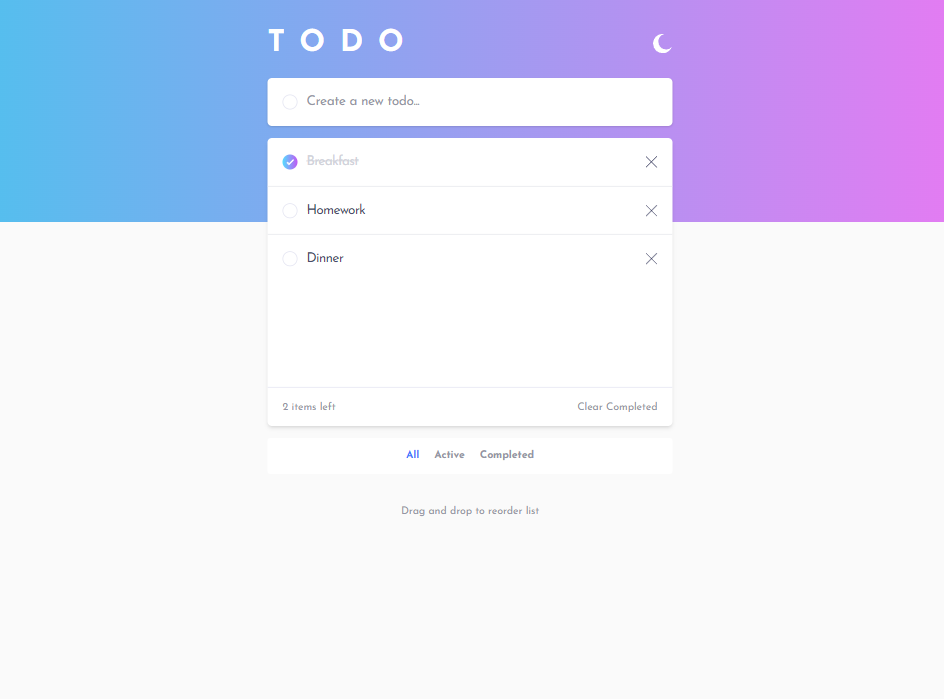 TODO
Create a new todo...
Breakfast
Homework
Dinner
2 items left
Clear Completed
All Active Completed
Drag and drop to reorder list